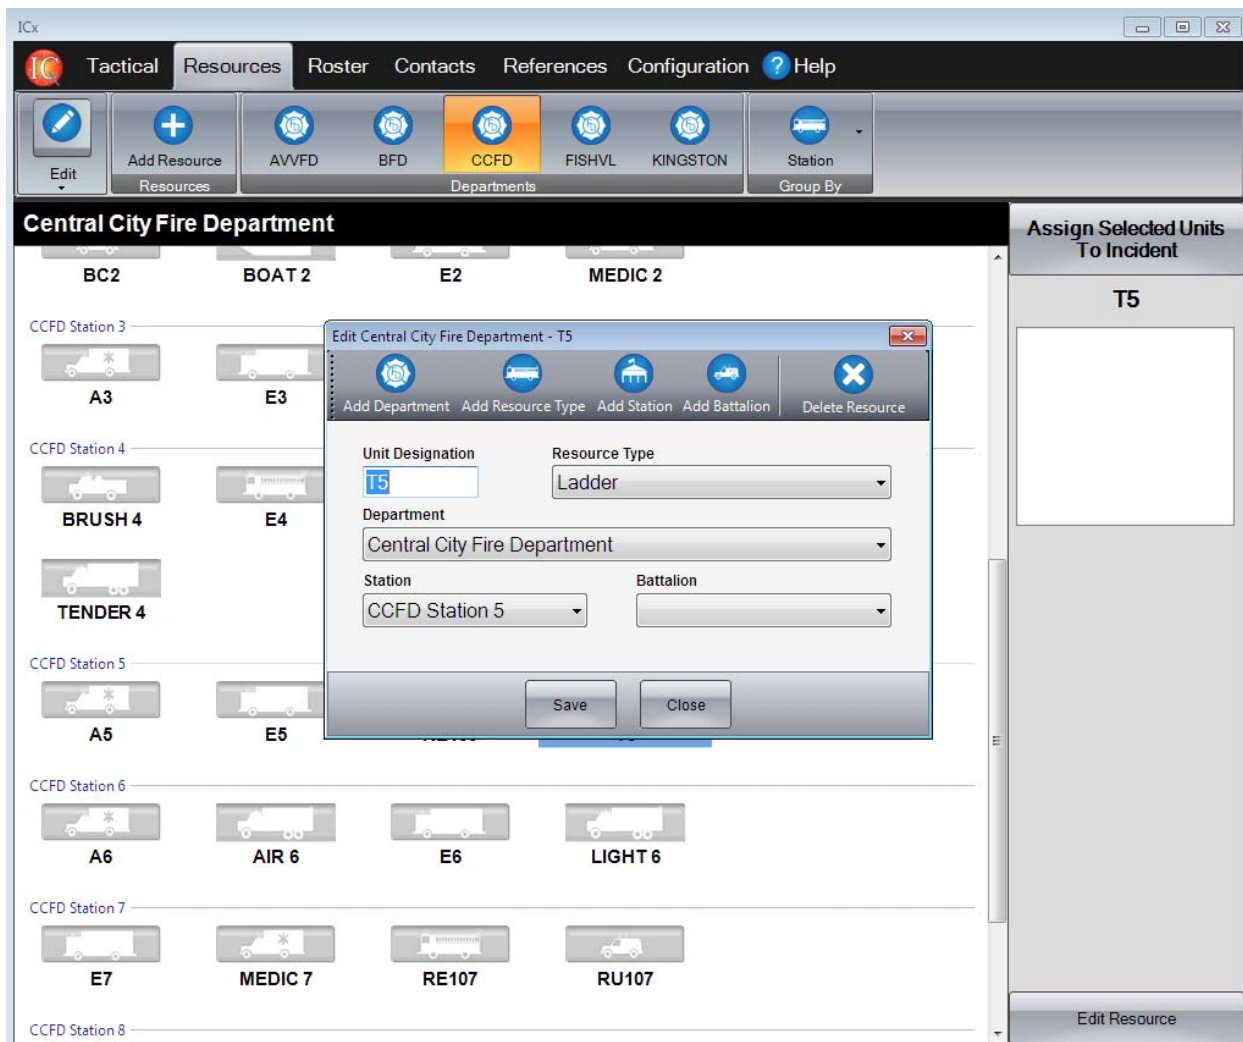 ICx
IC Tactical Resources Roster Contacts References Configuration ? Help
Edit
Add Resource
Resources
AVVFD BFD CCFD FISHVL KINGSTON
Departments
Station
Group By
Central City Fire Department
Assign Selected Units
To Incident
T5
BC2 BOAT 2 E2 MEDIC 2
CCFD Station 3
A3 E3
CCFD Station 4
BRUSH 4 E4
TENDER 4
CCFD Station 5
A5 E5
Edit Central City Fire Department - T5
Add Department Add Resource Type Add Station Add Battalion Delete Resource
Unit Designation Resource Type
T5 Ladder
Department
Central City Fire Department
Station Battalion
CCFD Station 5
Save Close
CCFD Station 6
A6 AIR 6 E6 LIGHT 6
CCFD Station 7
E7 MEDIC 7 RE107 RU107
CCFD Station 8
Edit Resource